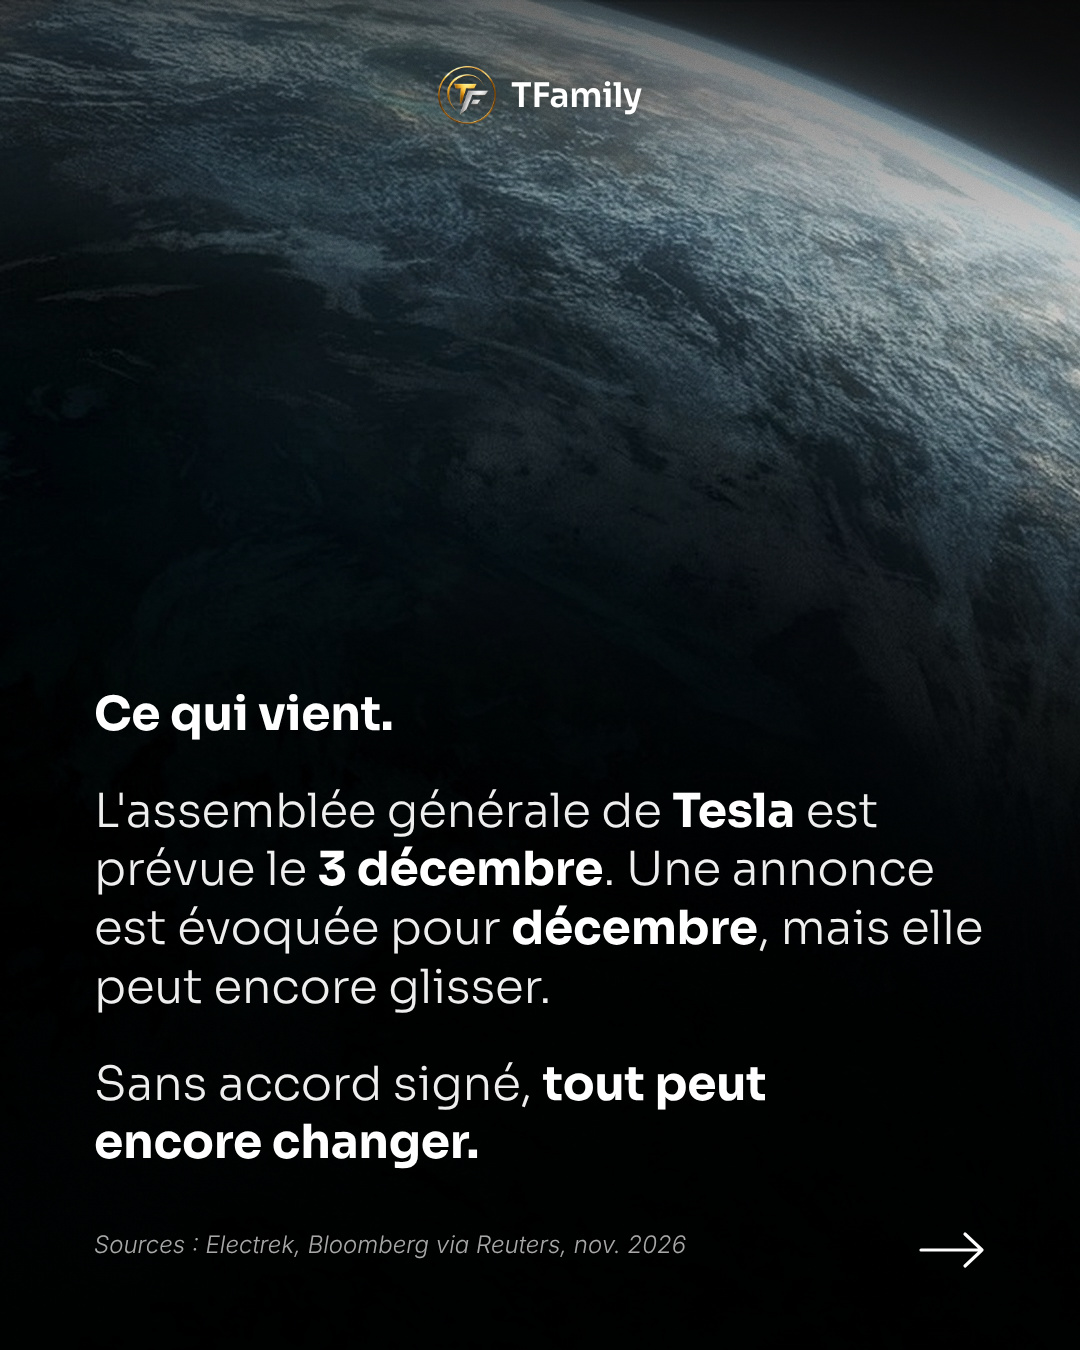 TF TFamily
Ce qui vient.
L'assemblée générale de Tesla est
prévue le 3 décembre. Une annonce
est évoquée pour décembre, mais elle
peut encore glisser.
Sans accord signé, tout peut
encore changer.
Sources : Electrek, Bloomberg via Reuters, nov. 2026